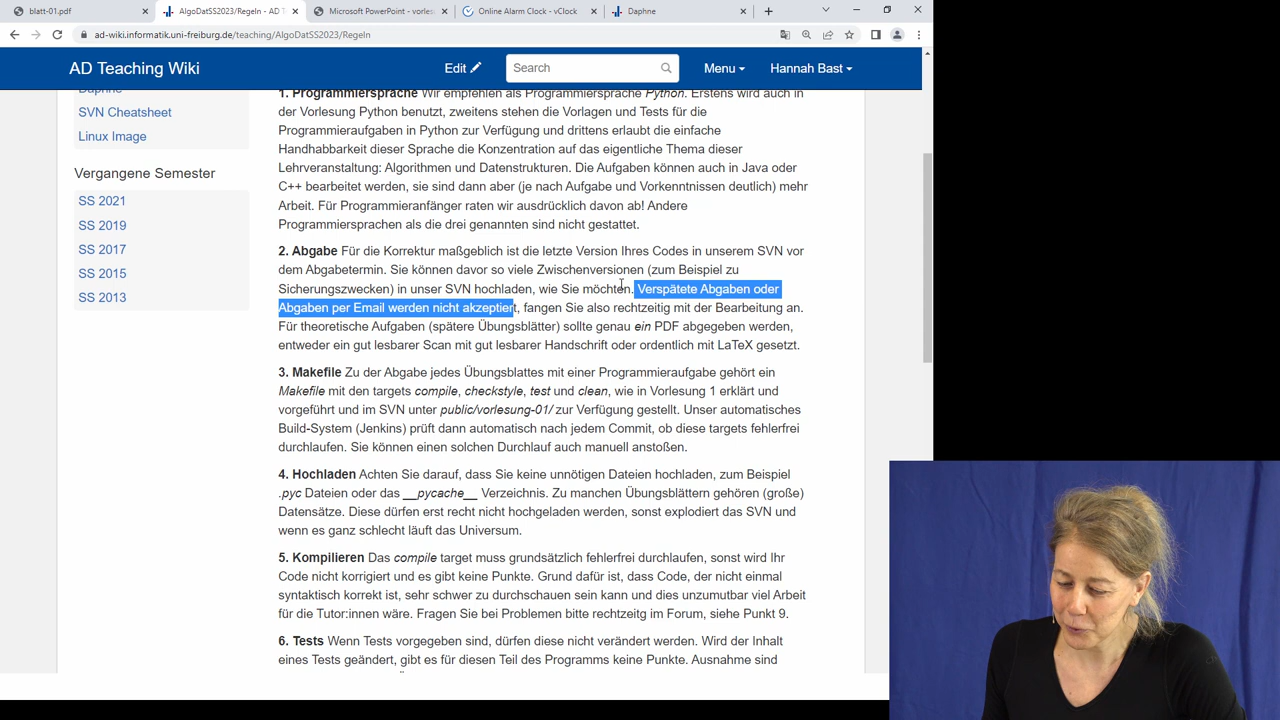 blatt-01.pdf
AlgoDatSS2023/Regeln - AD T
Microsoft PowerPoint - vorles
Online Alarm Clock - vClock
Daphne
ad-wiki.informatik.uni-freiburg.de/teaching/AlgoDatSS2023/Regeln
AD Teaching Wiki
Edit
Search
Menu
Hannah Bast
Daphne
SVN Cheatsheet
Linux Image
Vergangene Semester
SS 2021
SS 2019
SS 2017
SS 2015
SS 2013
1. Programmiersprache Wir empfehlen als Programmiersprache Python. Erstens wird auch in
der Vorlesung Python benutzt, zweitens stehen die Vorlagen und Tests für die
Programmieraufgaben in Python zur Verfügung und drittens erlaubt die einfache
Handhabbarkeit dieser Sprache die Konzentration auf das eigentliche Thema dieser
Lehrveranstaltung: Algorithmen und Datenstrukturen. Die Aufgaben können auch in Java oder
C++ bearbeitet werden, sie sind dann aber (je nach Aufgabe und Vorkenntnissen deutlich) mehr
Arbeit. Für Programmieranfänger raten wir ausdrücklich davon ab! Andere
Programmiersprachen als die drei genannten sind nicht gestattet.
2. Abgabe Für die Korrektur maßgeblich ist die letzte Version Ihres Codes in unserem SVN vor
dem Abgabetermin. Sie können davor so viele Zwischenversionen (zum Beispiel zu
Sicherungszwecken) in unser SVN hochladen, wie Sie möchten. Verspätete Abgaben oder
Abgaben per Email werden nicht akzeptiert, fangen Sie also rechtzeitig mit der Bearbeitung an.
Für theoretische Aufgaben (spätere Übungsblätter) sollte genau ein PDF abgegeben werden,
entweder ein gut lesbarer Scan mit gut lesbarer Handschrift oder ordentlich mit LaTeX gesetzt.
3. Makefile Zu der Abgabe jedes Übungsblattes mit einer Programmieraufgabe gehört ein
Makefile mit den targets compile, checkstyle, test und clean, wie in Vorlesung 1 erklärt und
vorgeführt und im SVN unter public/vorlesung-01/ zur Verfügung gestellt. Unser automatisches
Build-System (Jenkins) prüft dann automatisch nach jedem Commit, ob diese targets fehlerfrei
durchlaufen. Sie können einen solchen Durchlauf auch manuell anstoßen.
4. Hochladen Achten Sie darauf, dass Sie keine unnötigen Dateien hochladen, zum Beispiel
.pyc Dateien oder das __pycache__ Verzeichnis. Zu manchen Übungsblättern gehören (große)
Datensätze. Diese dürfen erst recht nicht hochgeladen werden, sonst explodiert das SVN und
wenn es ganz schlecht läuft das Universum.
5. Kompilieren Das compile target muss grundsätzlich fehlerfrei durchlaufen, sonst wird Ihr
Code nicht korrigiert und es gibt keine Punkte. Grund dafür ist, dass Code, der nicht einmal
syntaktisch korrekt ist, sehr schwer zu durchschauen sein kann und dies unzumutbar viel Arbeit
für die Tutor:innen wäre. Fragen Sie bei Problemen bitte rechtzeitg im Forum, siehe Punkt 9.
6. Tests Wenn Tests vorgegeben sind, dürfen diese nicht verändert werden. Wird der Inhalt
eines Tests geändert, gibt es für diesen Teil des Programms keine Punkte. Ausnahme sind